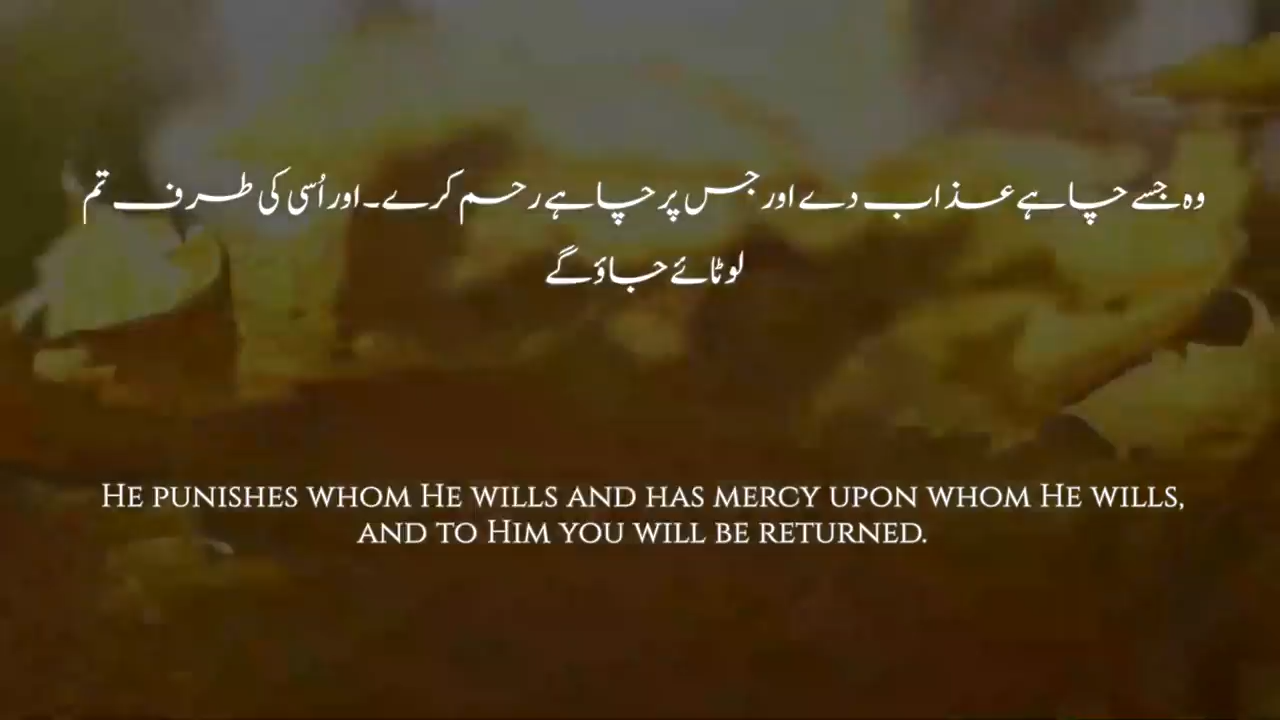 وہ جسے چاہے عذاب دے اور جس پر چاہے رحم کرے۔ اور اُسی کی طرف تم
لوٹائے جاؤ گے
He punishes whom He wills and has mercy upon whom He wills,
and to Him you will be returned.